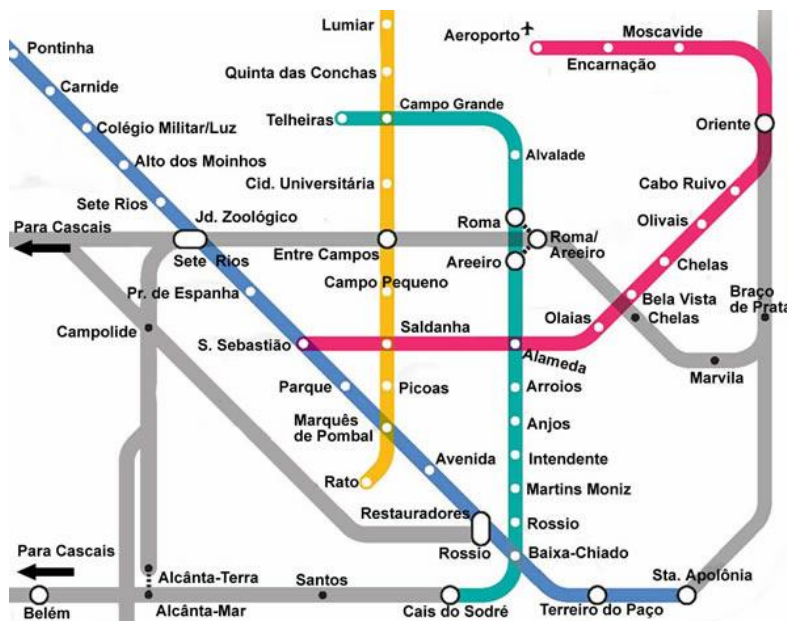 Lumiar
Aeroporto
Moscavide
Encarnação
Pontinha
Quinta das Conchas
Carnide
Campo Grande
Telheiras
Colégio Militar/Luz
Oriente
Alto dos Moinhos
Alvalade
Cid. Universitária
Cabo Ruivo
Sete Rios
Jd. Zoológico
Roma
Olivais
Para Cascais
Roma/
Areeiro
Sete Rios
Entre Campos
Areeiro
Chelas
Campo Pequeno
Pr. de Espanha
Bela Vista
Braço
de Prata
Olaias
Chelas
Campolide
Saldanha
S. Sebastião
Alameda
Marvila
Parque
Picoas
Arroios
Marquês
de Pombal
Anjos
Avenida
Intendente
Rato
Martins Moniz
Restauradores
Rossio
Rossio
Baixa-Chiado
Para Cascais
Alcânta-Terra
Santos
Sta. Apolônia
Belém
Alcânta-Mar
Cais do Sodré
Terreiro do Paço